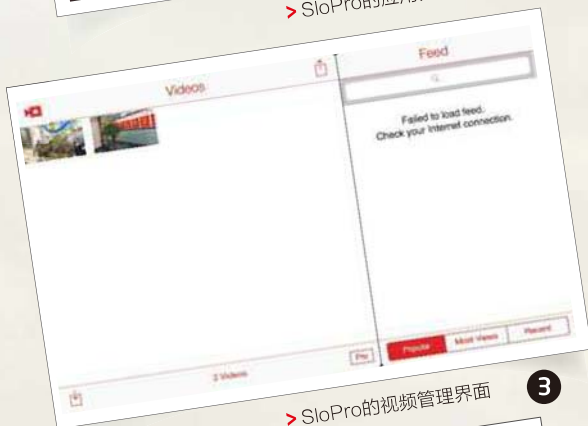 > SloPro的应用
Videos
Feed
Failed to load feed.
Check your Internet connection.
2 Videos
Pro
Popular
Most Views
Recent
> SloPro的视频管理界面
3